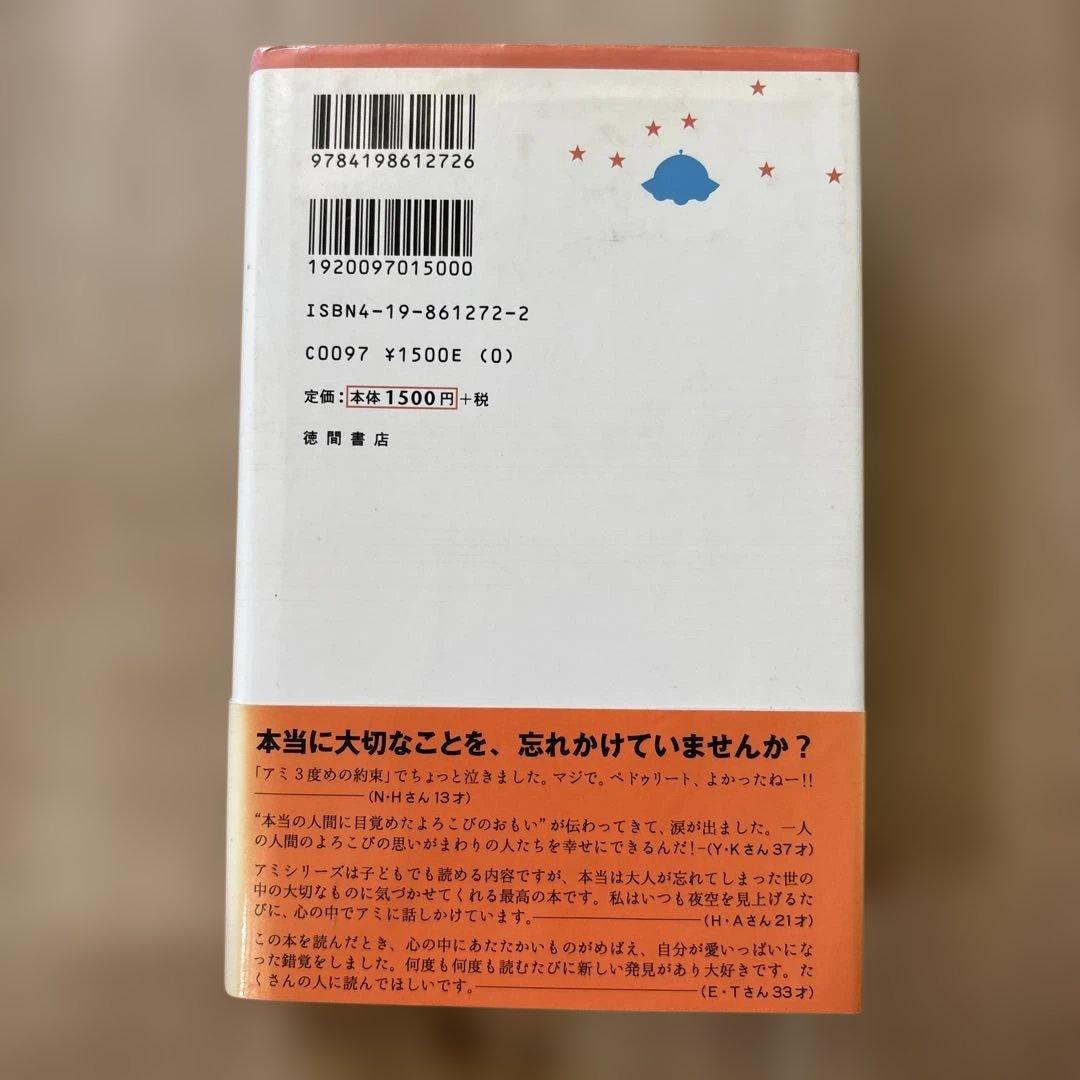 9784198612726
1920097015000
ISBN4-19-861272-2
C0097 ¥1500E (0)
定価：本体1500円+税
徳間書店
本当に大切なことを、忘れかけていませんか？
「アミ３度めの約束」でちょっと泣きました。マジで。ペドゥリート、よかったねー!!
(N・Hさん13才)
“本当の人間に目覚めたよろこびのおもい”が伝わってきて、涙が出ました。一人
の人間のよろこびの思いがまわりの人たちを幸せにできるんだ！─(Y・Kさん37才)
アミシリーズは子どもでも読める内容ですが、本当は大人が忘れてしまった世の
中の大切なものに気づかせてくれる最高の本です。私はいつも夜空を見上げるた
びに、心の中でアミに話しかけています。────(H・Aさん21才)
この本を読んだとき、心の中にあたたかいものがめばえ、自分が愛いっぱいにな
った錯覚をしました。何度も何度も読むたびに新しい発見があり大好きです。た
くさんの人に読んでほしいです。────(E・Tさん33才)